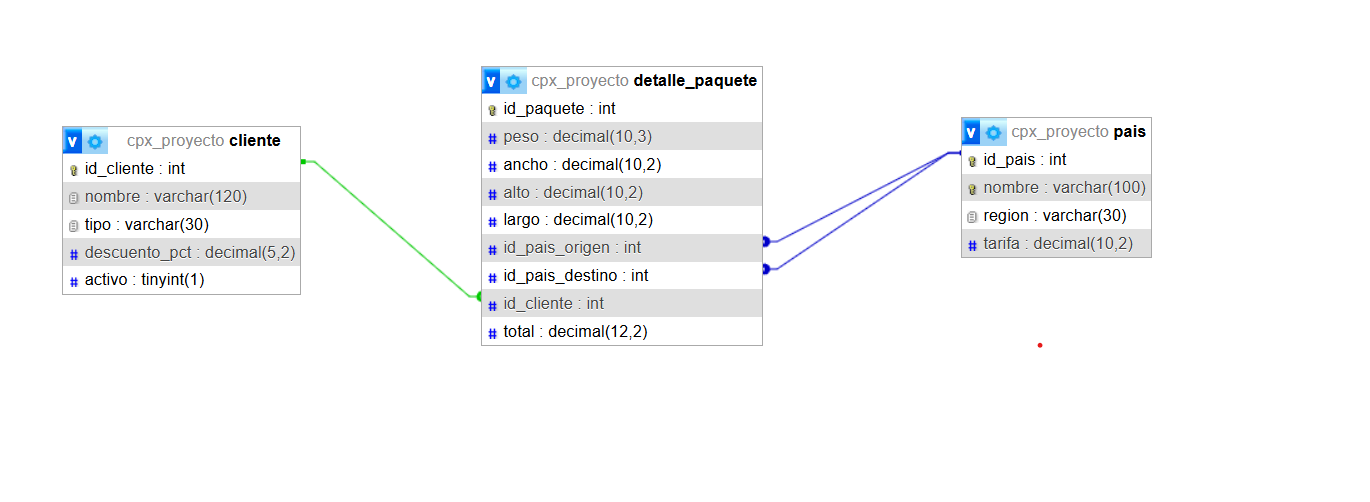 cpx_proyecto cliente
id_cliente : int
nombre : varchar(120)
tipo : varchar(30)
descuento_pct : decimal(5,2)
activo : tinyint(1)
cpx_proyecto detalle_paquete
id_paquete : int
peso : decimal(10,3)
ancho : decimal(10,2)
alto : decimal(10,2)
largo : decimal(10,2)
id_pais_origen : int
id_pais_destino : int
id_cliente : int
total : decimal(12,2)
cpx_proyecto pais
id_pais : int
nombre : varchar(100)
region : varchar(30)
tarifa : decimal(10,2)